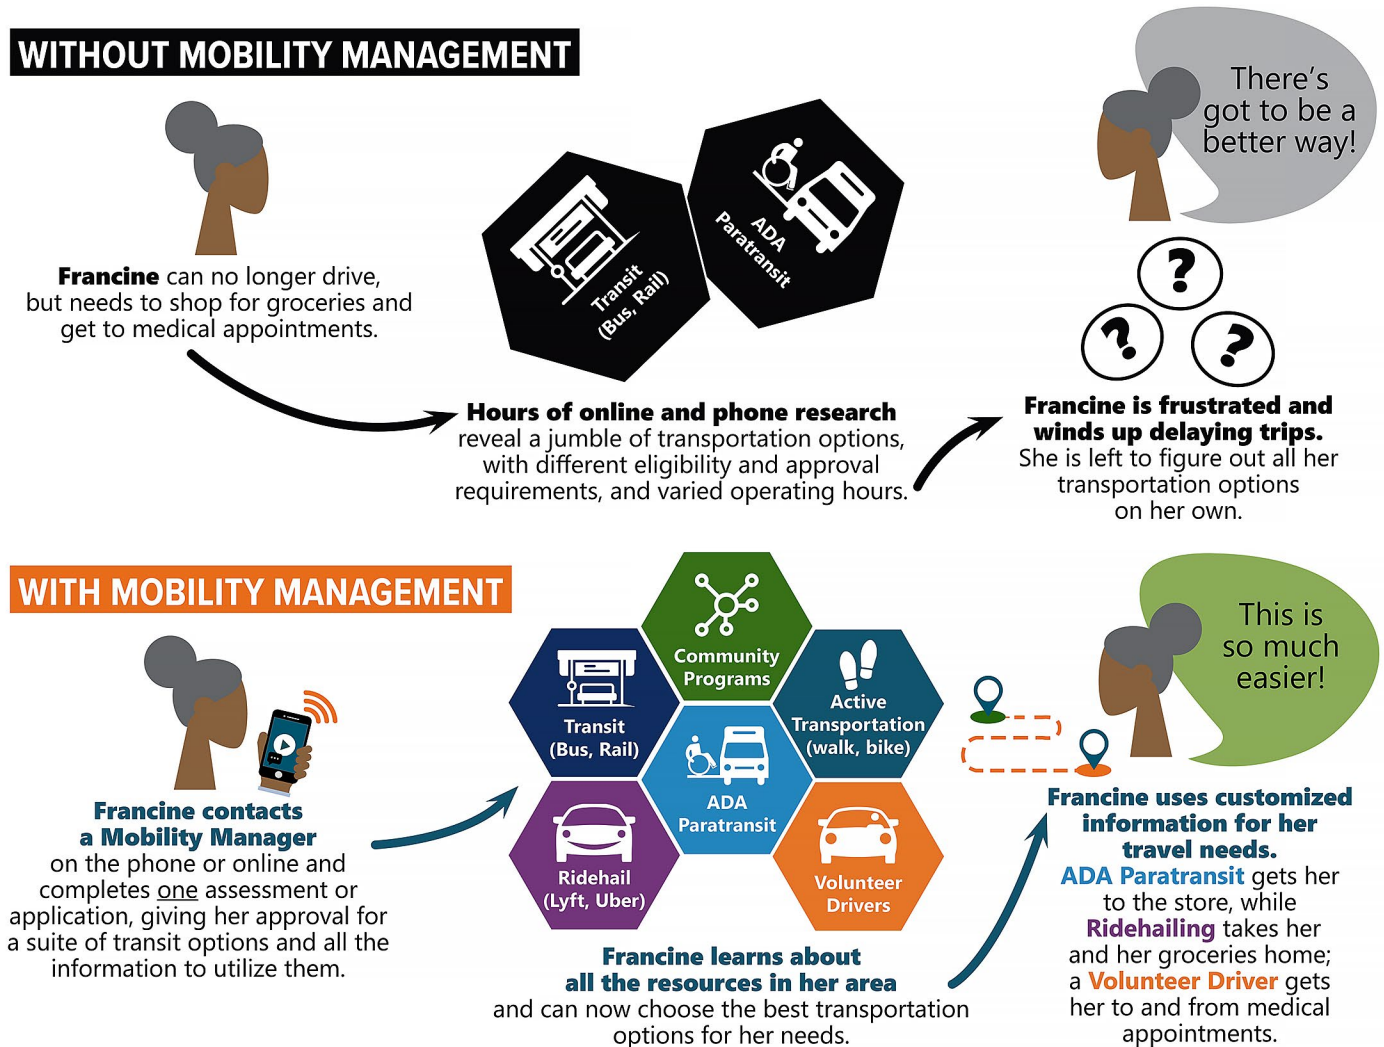 WITHOUT MOBILITY MANAGEMENT
Francine can no longer drive,
but needs to shop for groceries and
get to medical appointments.
Transit
(Bus, Rail)
ADA
Paratransit
Hours of online and phone research
reveal a jumble of transportation options,
with different eligibility and approval
requirements, and varied operating hours.
There's
got to be a
better way!
?
?
?
Francine is frustrated and
winds up delaying trips.
She is left to figure out all her
transportation options
on her own.
WITH MOBILITY MANAGEMENT
Francine contacts
a Mobility Manager
on the phone or online and
completes one assessment or
application, giving her approval for
a suite of transit options and all the
information to utilize them.
Community
Programs
Transit
(Bus, Rail)
Active
Transportation
(walk, bike)
ADA
Paratransit
Ridehail
(Lyft, Uber)
Volunteer
Drivers
Francine learns about
all the resources in her area
and can now choose the best transportation
options for her needs.
This is
so much
easier!
Francine uses customized
information for her
travel needs.
ADA Paratransit gets her
to the store, while
Ridehailing takes her
and her groceries home;
a Volunteer Driver gets
her to and from medical
appointments.